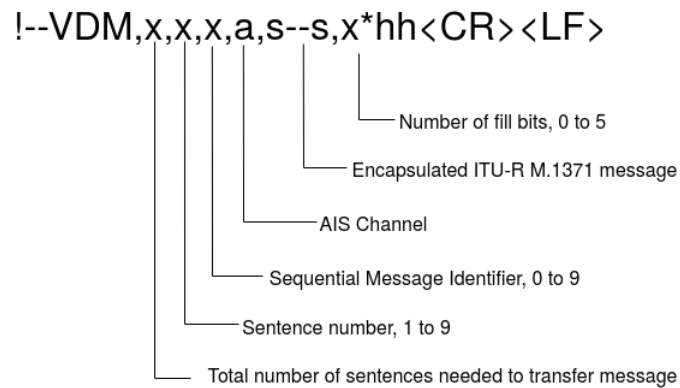 !--VDM,x,x,x,a,s--s,x*hh<CR><LF>
Number of fill bits, 0 to 5
Encapsulated ITU-R M.1371 message
AIS Channel
Sequential Message Identifier, 0 to 9
Sentence number, 1 to 9
Total number of sentences needed to transfer message